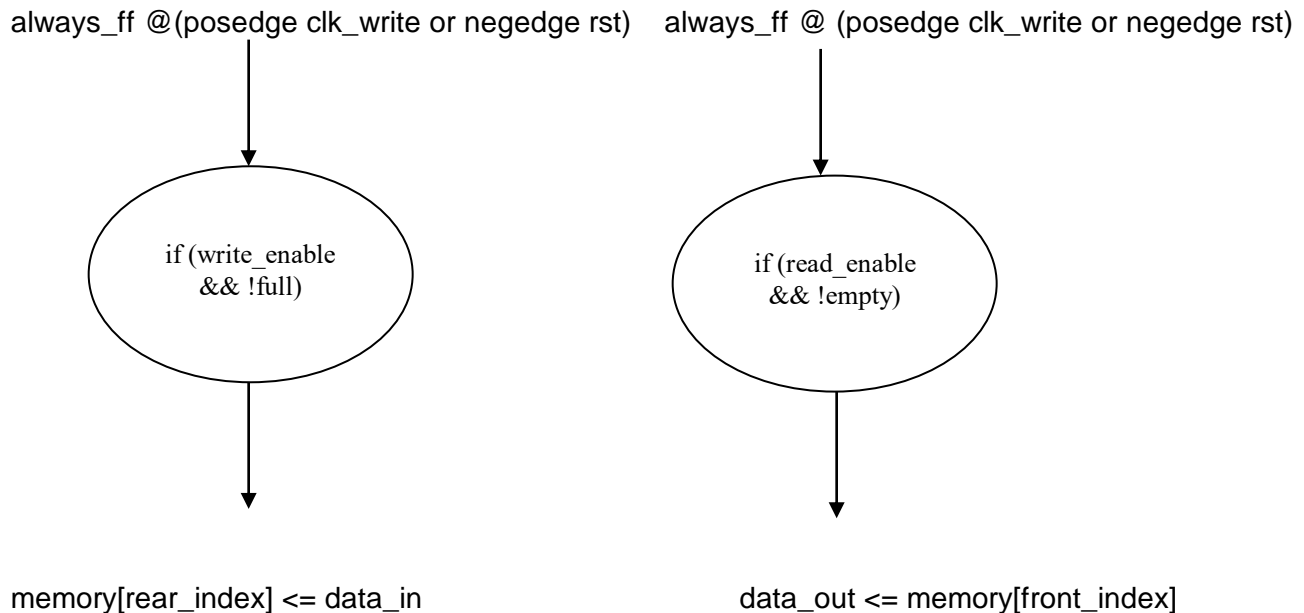 always_ff @(posedge clk_write or negedge rst)
always_ff @ (posedge clk_write or negedge rst)
if (write_enable
&& !full)
if (read_enable
&& !empty)
memory[rear_index] <= data_in
data_out <= memory[front_index]